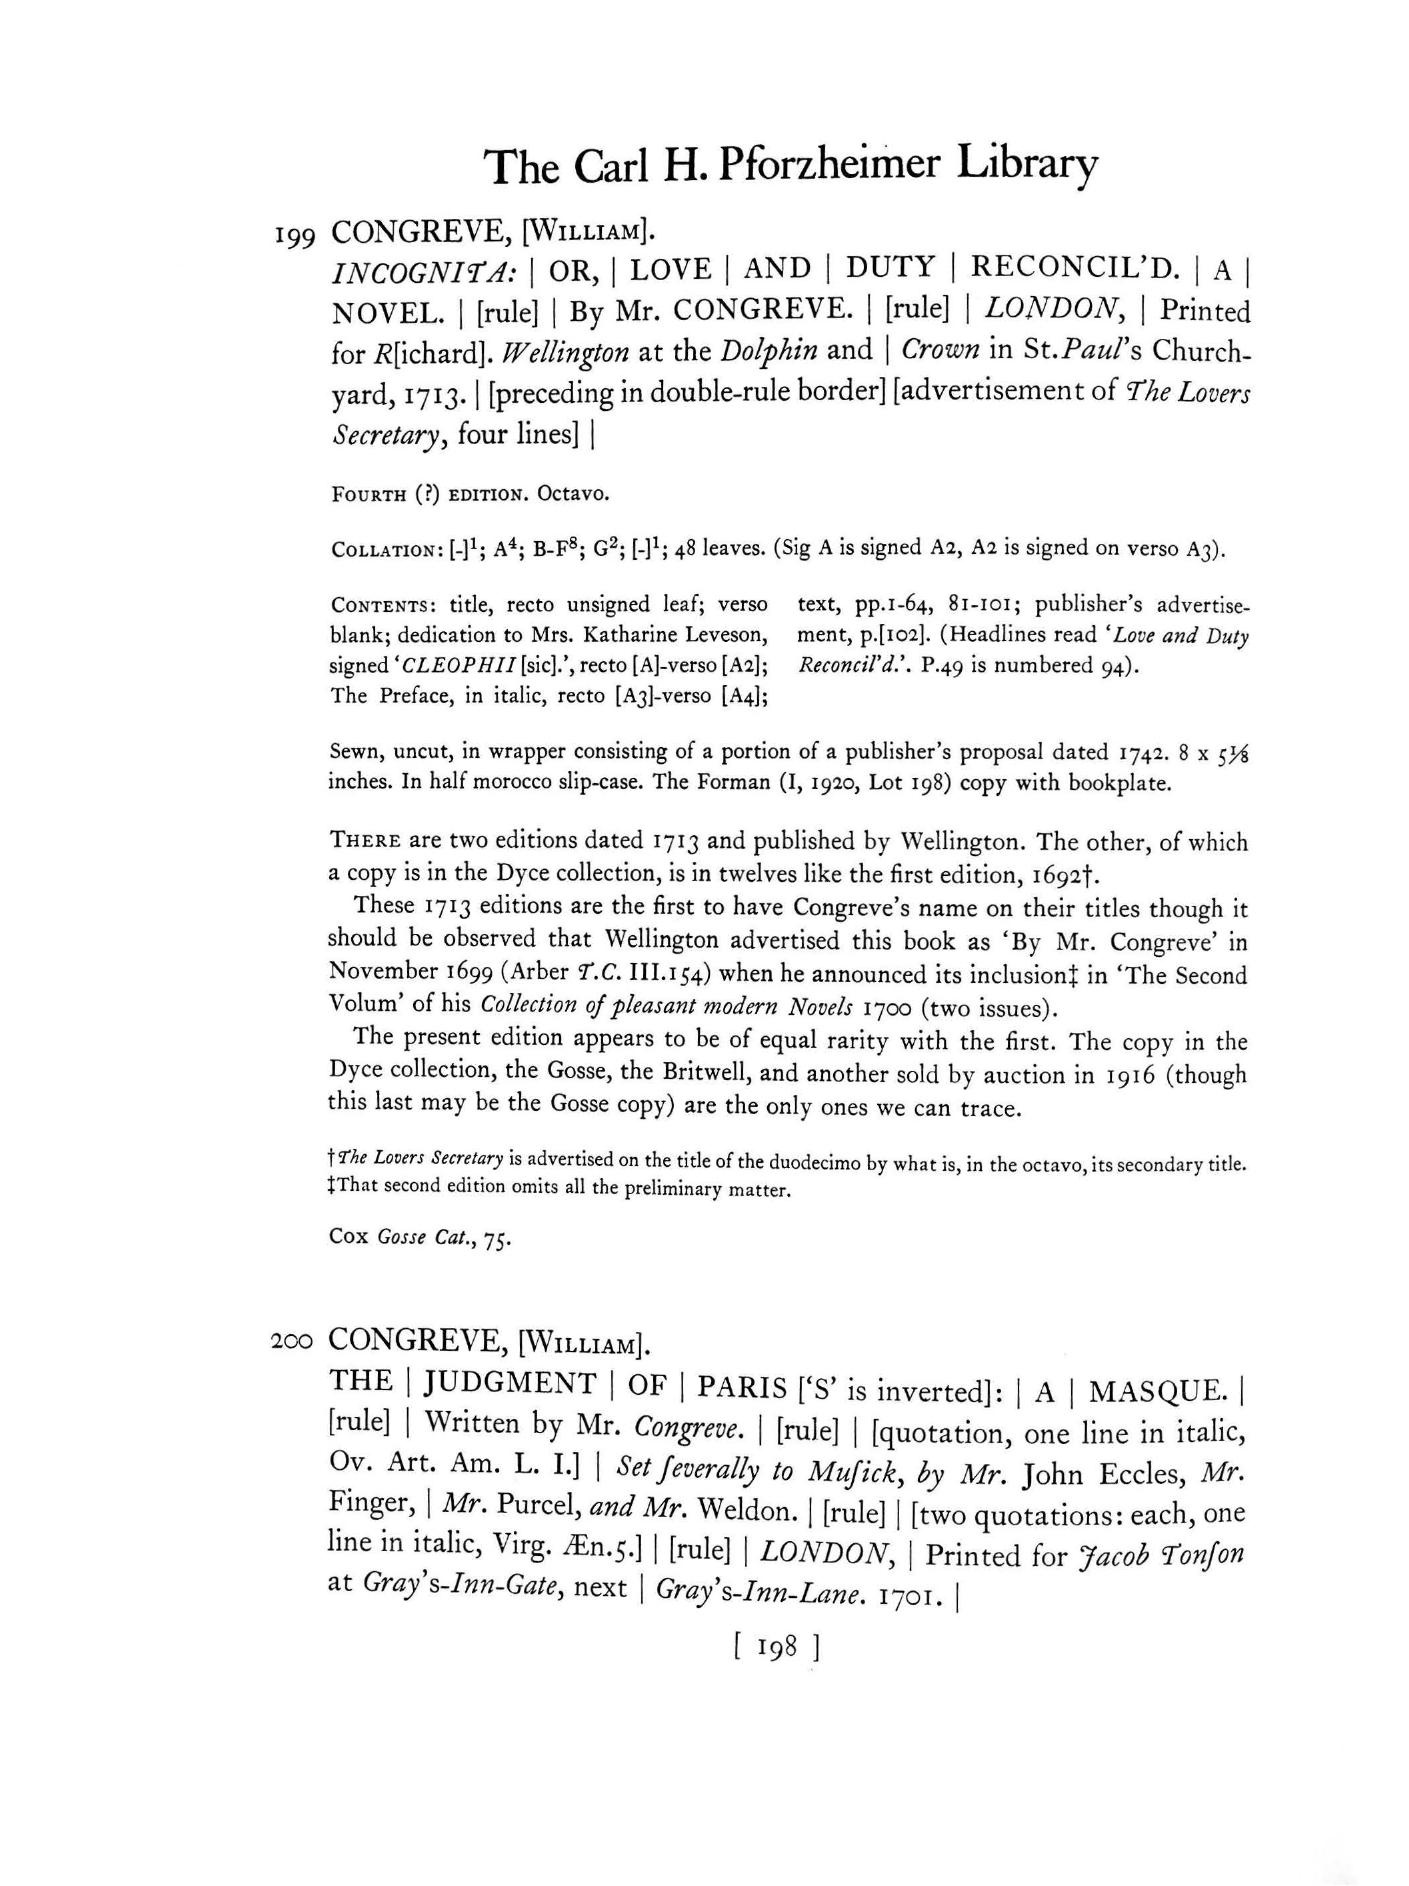 The Carl H. Pforzheimer Library
199 CONGREVE, [WILLIAM].
INCOGNITA: | OR, | LOVE | AND | DUTY | RECONCIL'D. | A |
NOVEL. | [rule] | By Mr. CONGREVE. | [rule] | LONDON, | Printed
for R[ichard]. Wellington at the Dolphin and | Crown in St.Paul's Church-
yard, 1713. | [preceding in double-rule border] [advertisement of The Lovers
Secretary, four lines] |
FOURTH (?) EDITION. Octavo.
COLLATION: [-]¹; A⁴; B-F⁸; G²; [-]¹; 48 leaves. (Sig A is signed A2, A2 is signed on verso A3).
CONTENTS: title, recto unsigned leaf; verso
blank; dedication to Mrs. Katharine Leveson,
signed 'CLEOPHII [sic].', recto [A]-verso [A2];
The Preface, in italic, recto [A3]-verso [A4];
text, pp.1-64, 81-101; publisher's advertise-
ment, p.[102]. (Headlines read 'Love and Duty
Reconcil'd.'. P.49 is numbered 94).
Sewn, uncut, in wrapper consisting of a portion of a publisher's proposal dated 1742. 8 x 5⅛
inches. In half morocco slip-case. The Forman (I, 1920, Lot 198) copy with bookplate.
THERE are two editions dated 1713 and published by Wellington. The other, of which
a copy is in the Dyce collection, is in twelves like the first edition, 1692†.
These 1713 editions are the first to have Congreve's name on their titles though it
should be observed that Wellington advertised this book as 'By Mr. Congreve' in
November 1699 (Arber T.C. III.154) when he announced its inclusion‡ in 'The Second
Volum' of his Collection of pleasant modern Novels 1700 (two issues).
The present edition appears to be of equal rarity with the first. The copy in the
Dyce collection, the Gosse, the Britwell, and another sold by auction in 1916 (though
this last may be the Gosse copy) are the only ones we can trace.
†The Lovers Secretary is advertised on the title of the duodecimo by what is, in the octavo, its secondary title.
‡That second edition omits all the preliminary matter.
COX Gosse Cat., 75.
200 CONGREVE, [WILLIAM].
THE | JUDGMENT | OF | PARIS ['S' is inverted]: | A | MASQUE. |
[rule] | Written by Mr. Congreve. | [rule] | [quotation, one line in italic,
Ov. Art. Am. L. I.] | Set ſeverally to Muſick, by Mr. John Eccles, Mr.
Finger, | Mr. Purcel, and Mr. Weldon. | [rule] | [two quotations: each, one
line in italic, Virg. Æn.5.] | [rule] | LONDON, | Printed for Jacob Tonſon
at Gray's-Inn-Gate, next | Gray's-Inn-Lane. 1701. |
[ 198 ]